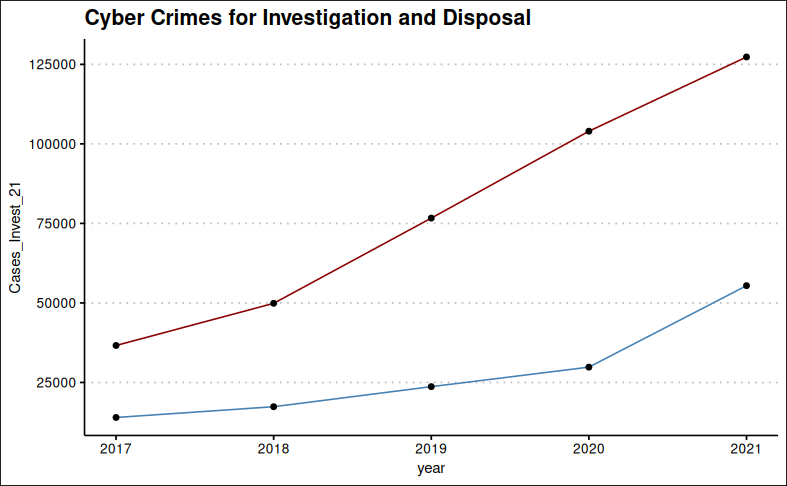 Cyber Crimes for Investigation and Disposal
125000
100000
75000
50000
25000
Cases_Invest_21
2017 2018 2019 2020 2021
year